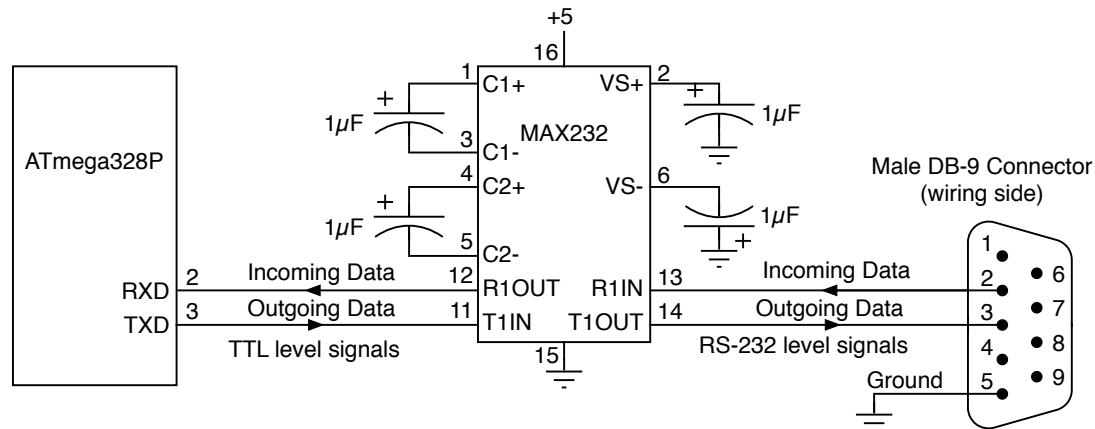 +5
16
1
C1+
VS+
2
+
1µF
+
1µF
MAX232
3
C1-
ATmega328P
4
C2+
VS-
6
+
1µF
1µF
+
5
C2-
Male DB-9 Connector
(wiring side)
RXD
2
Incoming Data
12
R1OUT
R1IN
13
Incoming Data
TXD
3
Outgoing Data
11
T1IN
T1OUT
14
Outgoing Data
TTL level signals
15
RS-232 level signals
Ground
1
2
3
4
5
6
7
8
9